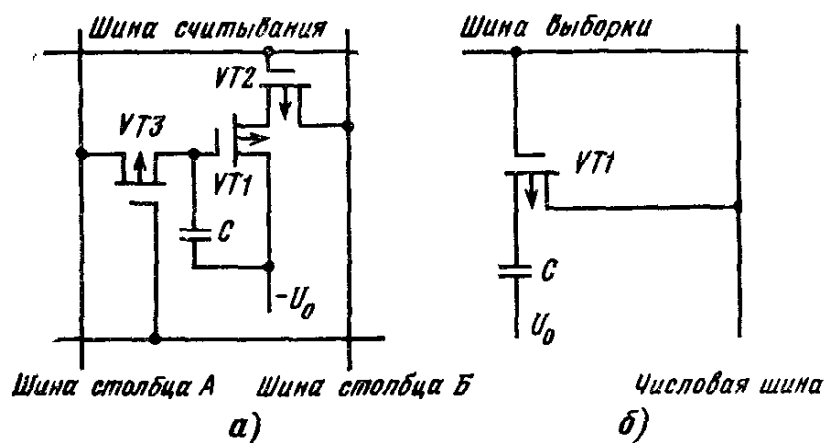 Шина считывания
Шина выборки
VT2
VT3
VT1
VT1
C
C
-U₀
U₀
Шина столбца А
Шина столбца Б
Числовая шина
а)
б)